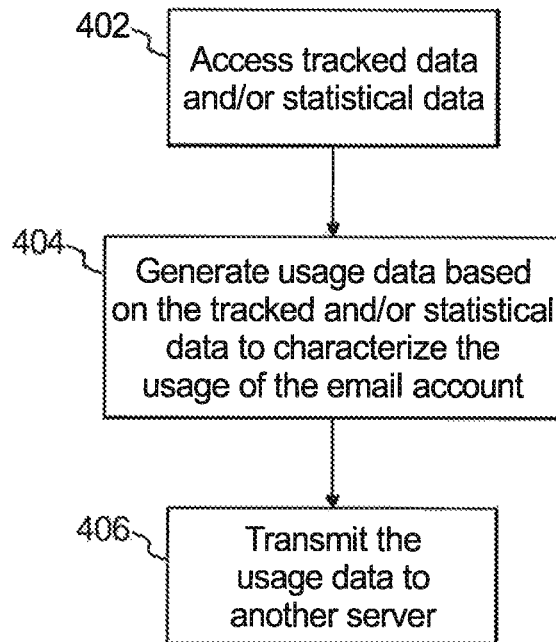 402
Access tracked data
and/or statistical data
404
Generate usage data based
on the tracked and/or statistical
data to characterize the
usage of the email account
406
Transmit the
usage data to
another server